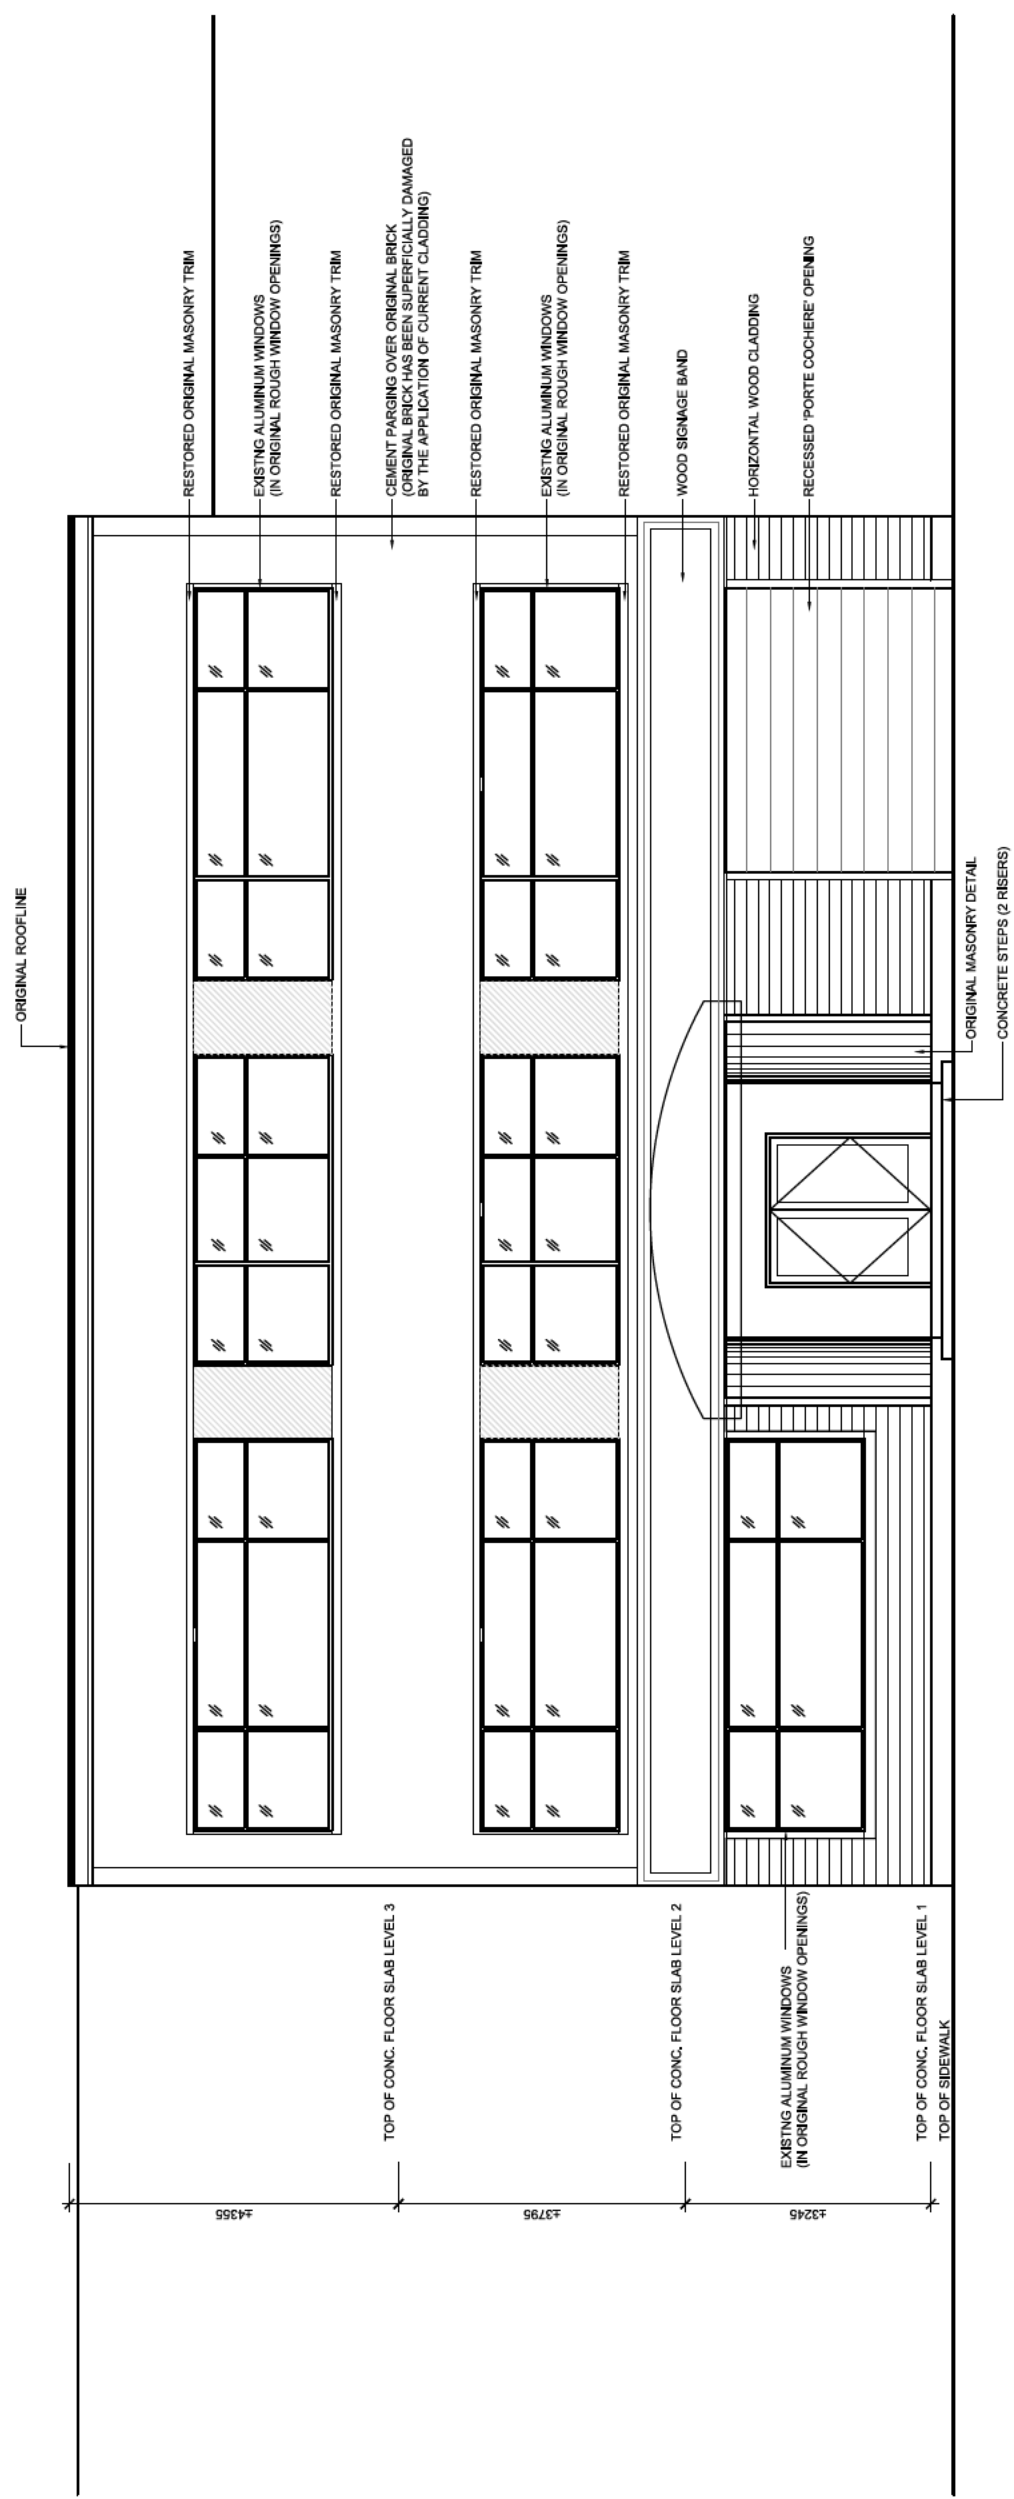 ORIGINAL ROOFLINE
RESTORED ORIGINAL MASONRY TRIM
EXISTNG ALUMINUM WINDOWS
(IN ORIGINAL ROUGH WINDOW OPENINGS)
RESTORED ORIGINAL MASONRY TRIM
CEMENT PARGING OVER ORIGINAL BRICK
(ORIGINAL BRICK HAS BEEN SUPERFICIALLY DAMAGED
BY THE APPLICATION OF CURRENT CLADDING)
RESTORED ORIGINAL MASONRY TRIM
EXISTNG ALUMINUM WINDOWS
(IN ORIGINAL ROUGH WINDOW OPENINGS)
RESTORED ORIGINAL MASONRY TRIM
WOOD SIGNAGE BAND
HORIZONTAL WOOD CLADDING
RECESSED 'PORTE COCHERE' OPENING
ORIGINAL MASONRY DETAIL
CONCRETE STEPS (2 RISERS)
TOP OF CONC. FLOOR SLAB LEVEL 3
TOP OF CONC. FLOOR SLAB LEVEL 2
EXISTNG ALUMINUM WINDOWS
(IN ORIGINAL ROUGH WINDOW OPENINGS)
TOP OF CONC. FLOOR SLAB LEVEL 1
TOP OF SIDEWALK
±4355
±3795
±3245